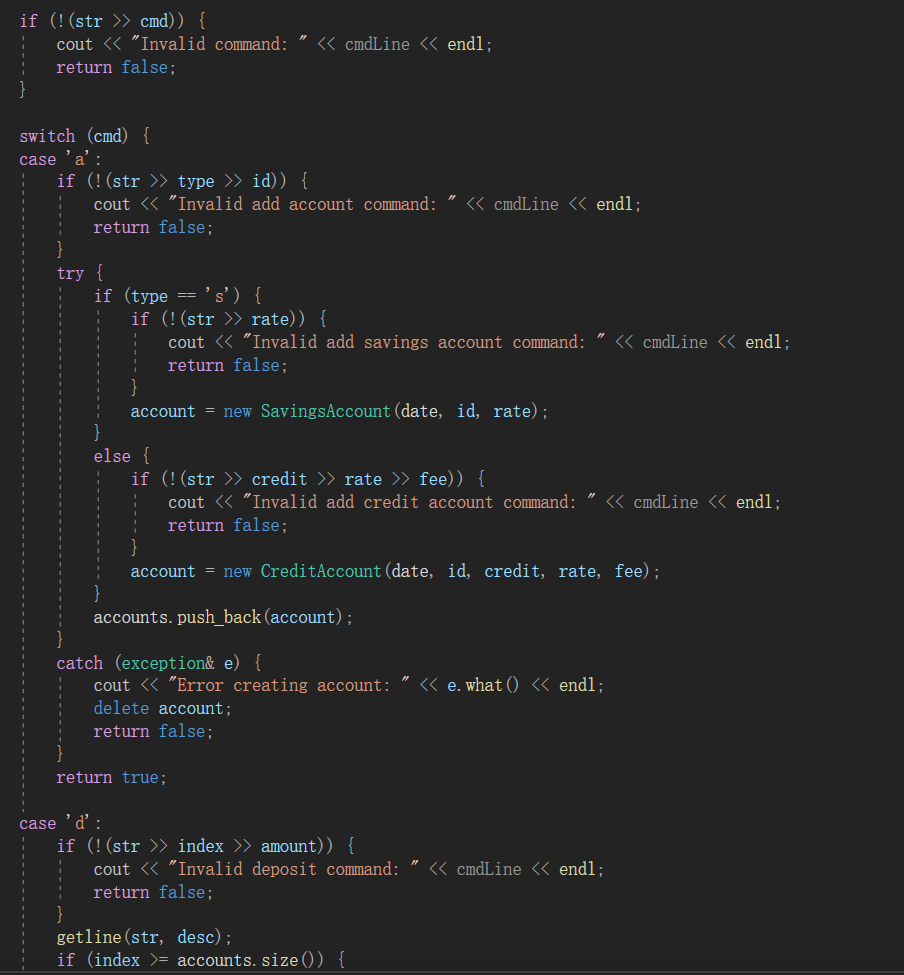 if (!(str >> cmd)) {
    cout << "Invalid command: " << cmdLine << endl;
    return false;
}

switch (cmd) {
case 'a':
    if (!(str >> type >> id)) {
        cout << "Invalid add account command: " << cmdLine << endl;
        return false;
    }
    try {
        if (type == 's') {
            if (!(str >> rate)) {
                cout << "Invalid add savings account command: " << cmdLine << endl;
                return false;
            }
            account = new SavingsAccount(date, id, rate);
        }
        else {
            if (!(str >> credit >> rate >> fee)) {
                cout << "Invalid add credit account command: " << cmdLine << endl;
                return false;
            }
            account = new CreditAccount(date, id, credit, rate, fee);
        }
        accounts.push_back(account);
    }
    catch (exception& e) {
        cout << "Error creating account: " << e.what() << endl;
        delete account;
        return false;
    }
    return true;

case 'd':
    if (!(str >> index >> amount)) {
        cout << "Invalid deposit command: " << cmdLine << endl;
        return false;
    }
    getline(str, desc);
    if (index >= accounts.size()) {